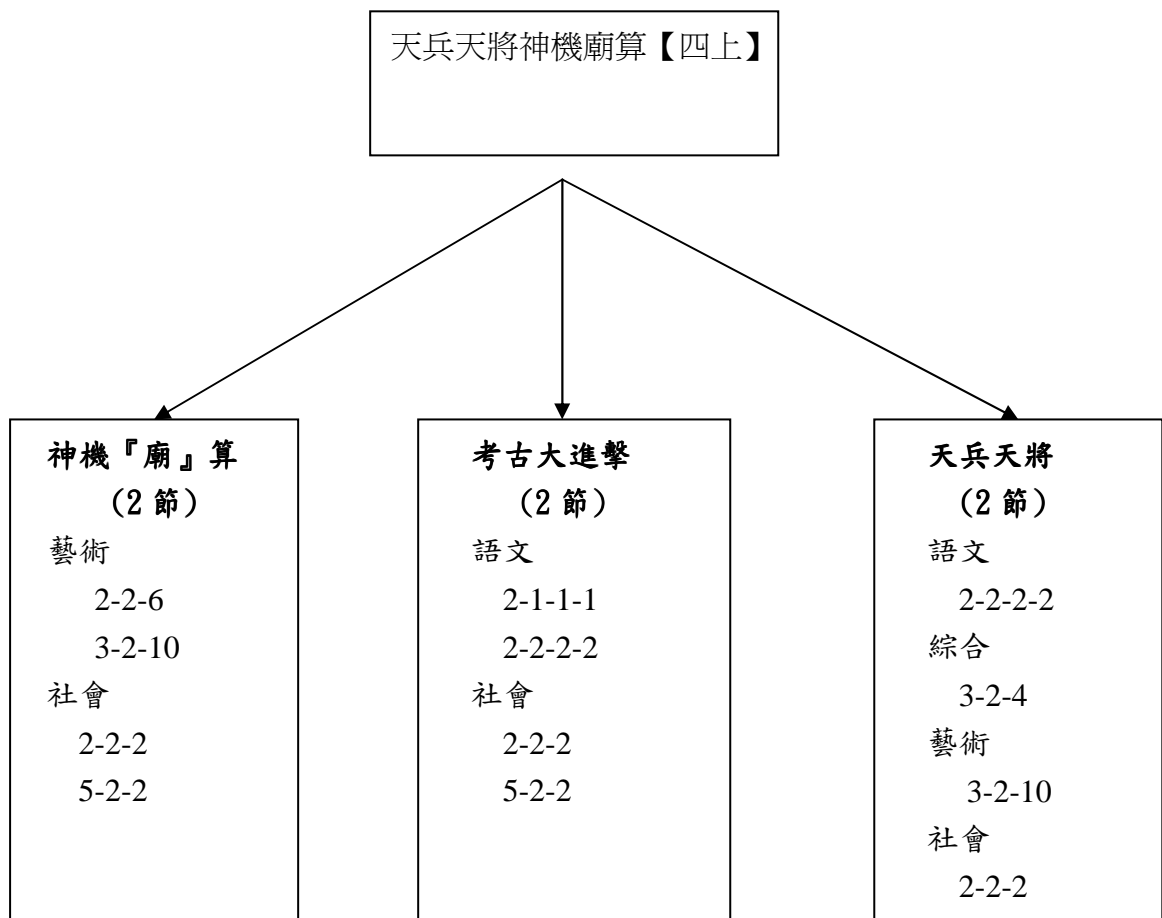 天兵天將神機廟算【四上】
神機『廟』算
（2 節）
藝術
2-2-6
3-2-10
社會
2-2-2
5-2-2
考古大進擊
（2 節）
語文
2-1-1-1
2-2-2-2
社會
2-2-2
5-2-2
天兵天將
（2 節）
語文
2-2-2-2
綜合
3-2-4
藝術
3-2-10
社會
2-2-2